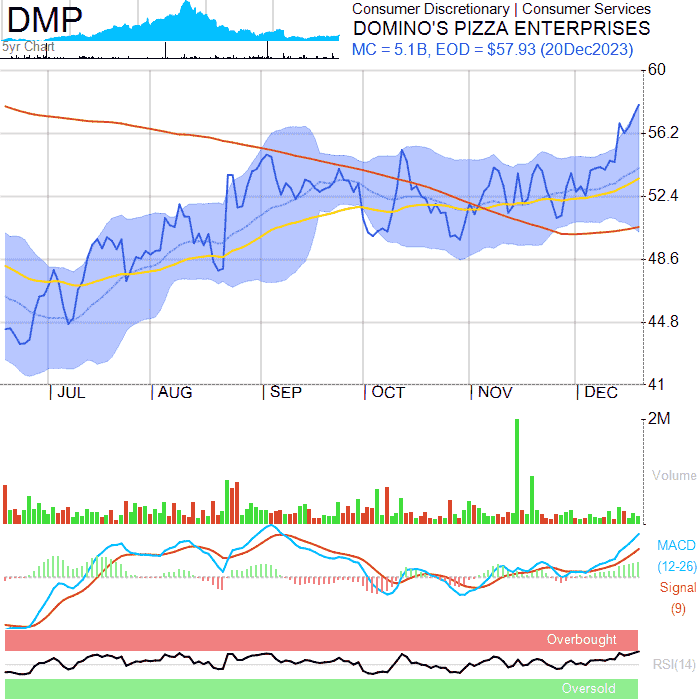 DMP
5yr Chart
Consumer Discretionary | Consumer Services
DOMINO'S PIZZA ENTERPRISES
MC = 5.1B, EOD = $57.93 (20Dec2023)
60
56.2
52.4
48.6
44.8
41
JUL
AUG
SEP
OCT
NOV
DEC
2M
Volume
MACD
(12-26)
Signal
(9)
Overbought
RSI(14)
Oversold